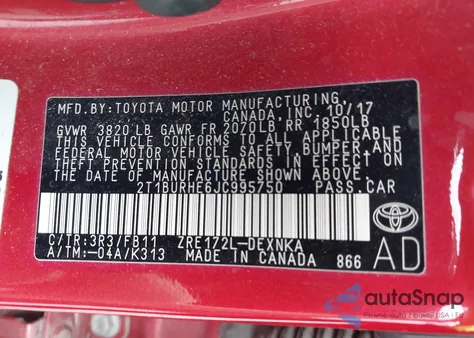 MFD. BY: TOYOTA MOTOR MANUFACTURING
CANADA, INC. 10/17
GVWR 3820 LB GAWR FR 2070LB RR 1850LB
THIS VEHICLE CONFORMS TO ALL APPLICABLE
FEDERAL MOTOR VEHICLE SAFETY, BUMPER, AND
THEFT PREVENTION STANDARDS IN EFFECT ON
THE DATE OF MANUFACTURE SHOWN ABOVE.
2T1BURHE6JC995750 PASS.CAR
C/TR:3R3/FB11 ZRE172L-DEXNKA
A/TM:-04A/K313 MADE IN CANADA 866
AD
autoSnap